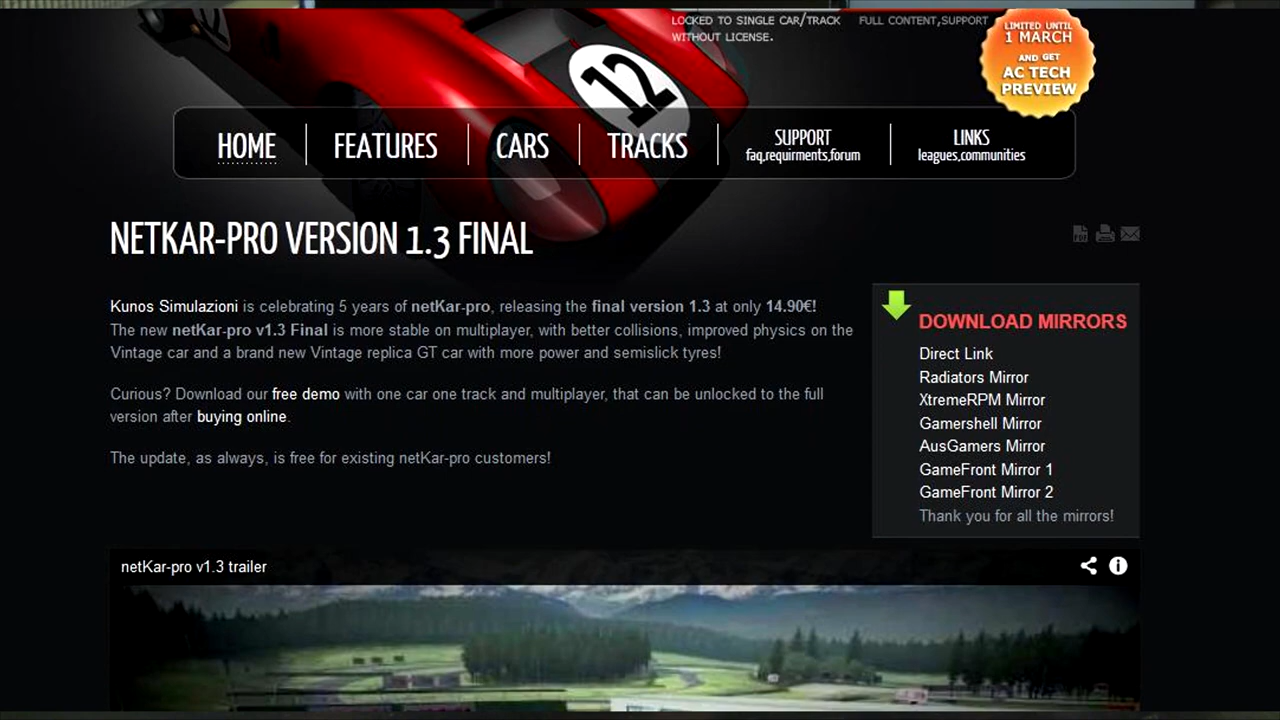 LOCKED TO SINGLE CAR/TRACK FULL CONTENT,SUPPORT
WITHOUT LICENSE.
LIMITED UNTIL
1 MARCH
AND GET
AC TECH
PREVIEW
12
HOME
FEATURES
CARS
TRACKS
SUPPORT
faq,requirments,forum
LINKS
leagues,communities
NETKAR-PRO VERSION 1.3 FINAL
PDF
Kunos Simulazioni is celebrating 5 years of netKar-pro, releasing the final version 1.3 at only 14.90€!
The new netKar-pro v1.3 Final is more stable on multiplayer, with better collisions, improved physics on the
Vintage car and a brand new Vintage replica GT car with more power and semislick tyres!
Curious? Download our free demo with one car one track and multiplayer, that can be unlocked to the full
version after buying online.
The update, as always, is free for existing netKar-pro customers!
DOWNLOAD MIRRORS
Direct Link
Radiators Mirror
XtremeRPM Mirror
Gamershell Mirror
AusGamers Mirror
GameFront Mirror 1
GameFront Mirror 2
Thank you for all the mirrors!
netKar-pro v1.3 trailer